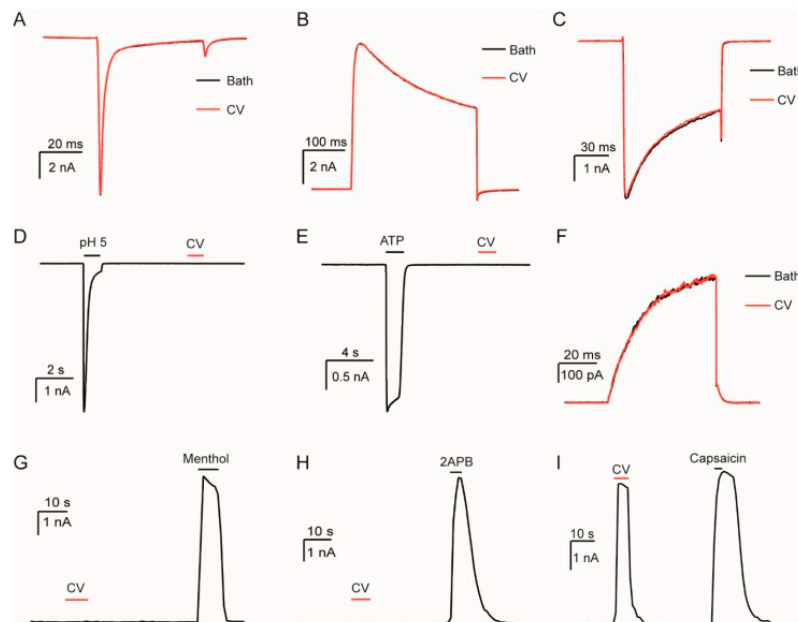 A
Bath
CV
20 ms
2 nA
B
Bath
CV
100 ms
2 nA
C
Bath
CV
30 ms
1 nA
D
pH 5
CV
2 s
1 nA
E
ATP
CV
4 s
0.5 nA
F
Bath
CV
20 ms
100 pA
G
Menthol
10 s
1 nA
CV
H
2APB
10 s
1 nA
CV
I
CV
Capsaicin
10 s
1 nA